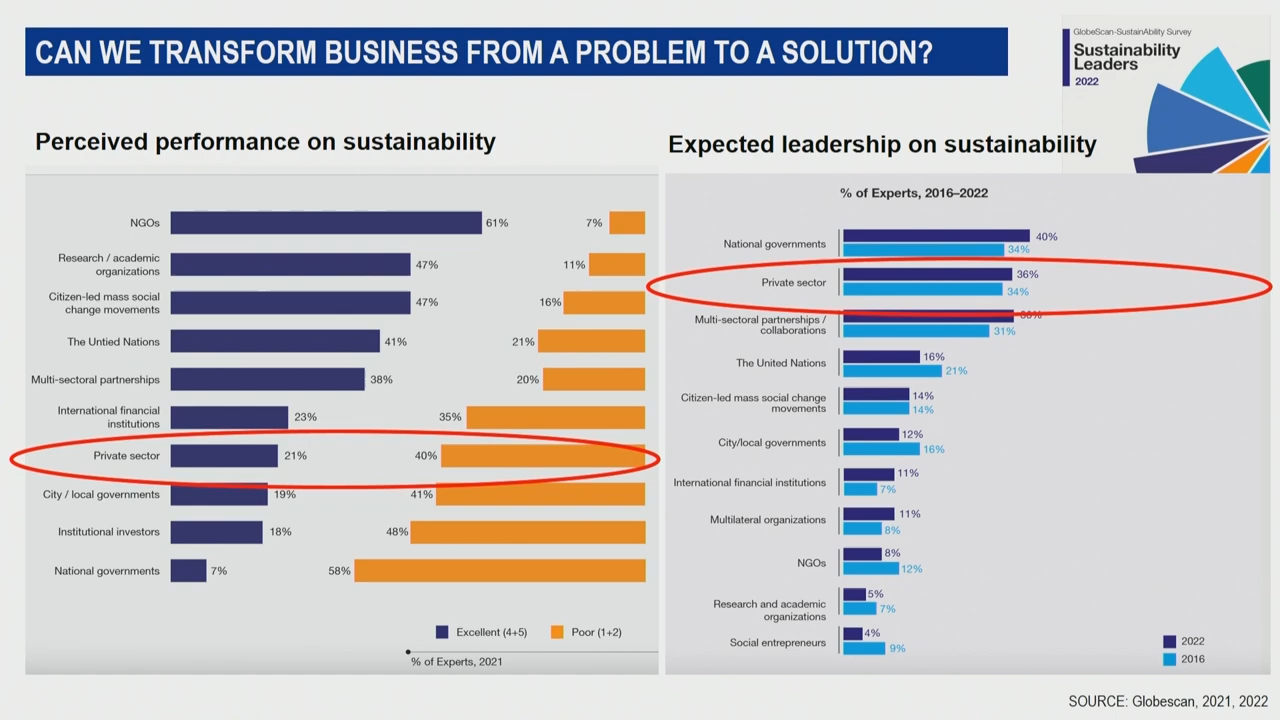 CAN WE TRANSFORM BUSINESS FROM A PROBLEM TO A SOLUTION?
GlobeScan-SustainAbility Survey
Sustainability
Leaders
2022
Perceived performance on sustainability
NGOs
61%
7%
Research / academic
organizations
47%
11%
Citizen-led mass social
change movements
47%
16%
The Untied Nations
41%
21%
Multi-sectoral partnerships
38%
20%
International financial
institutions
23%
35%
Private sector
21%
40%
City / local governments
19%
41%
Institutional investors
18%
48%
National governments
7%
58%
Excellent (4+5)
Poor (1+2)
% of Experts, 2021
Expected leadership on sustainability
% of Experts, 2016–2022
National governments
40%
34%
Private sector
36%
34%
Multi-sectoral partnerships /
collaborations
31%
The United Nations
16%
21%
Citizen-led mass social change
movements
14%
14%
City/local governments
12%
16%
International financial institutions
11%
7%
Multilateral organizations
11%
8%
NGOs
8%
12%
Research and academic
organizations
5%
7%
Social entrepreneurs
4%
9%
2022
2016
SOURCE: Globescan, 2021, 2022